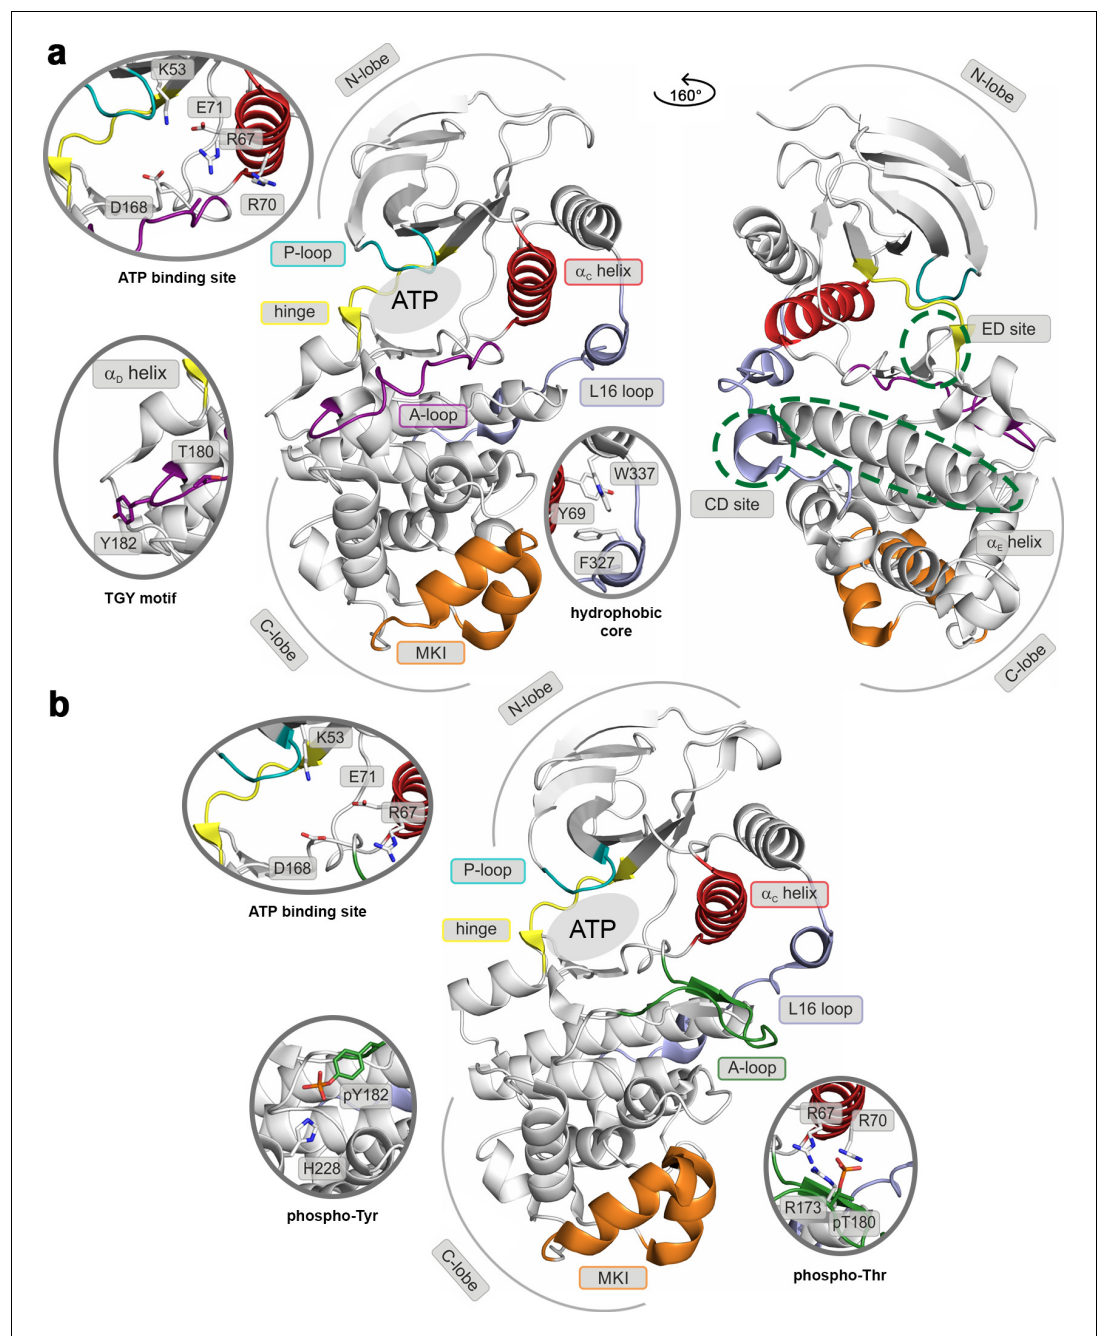 a
K53
E71
R67
D168
R70
ATP binding site
N-lobe
160°
N-lobe
P-loop
αC helix
hinge
ATP
ED site
αD helix
L16 loop
A-loop
T180
W337
Y69
CD site
Y182
F327
αE helix
TGY motif
hydrophobic
core
C-lobe
MKI
C-lobe
b
N-lobe
K53
E71
R67
D168
P-loop
αC helix
ATP binding site
hinge
ATP
L16 loop
A-loop
pY182
R67
R70
H228
R173
pT180
phospho-Tyr
C-lobe
MKI
phospho-Thr